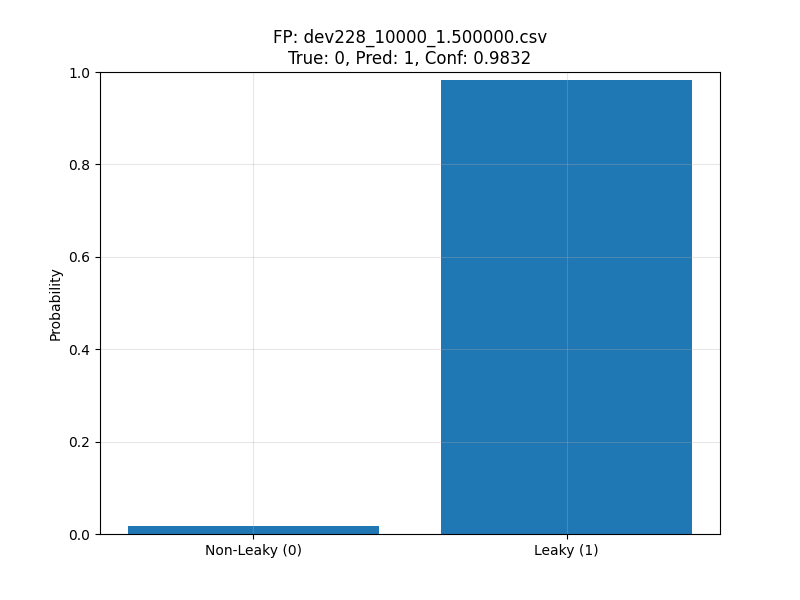 FP: dev228_10000_1.500000.csv
True: 0, Pred: 1, Conf: 0.9832
1.0
0.8
0.6
0.4
0.2
0.0
Probability
Non-Leaky (0)
Leaky (1)